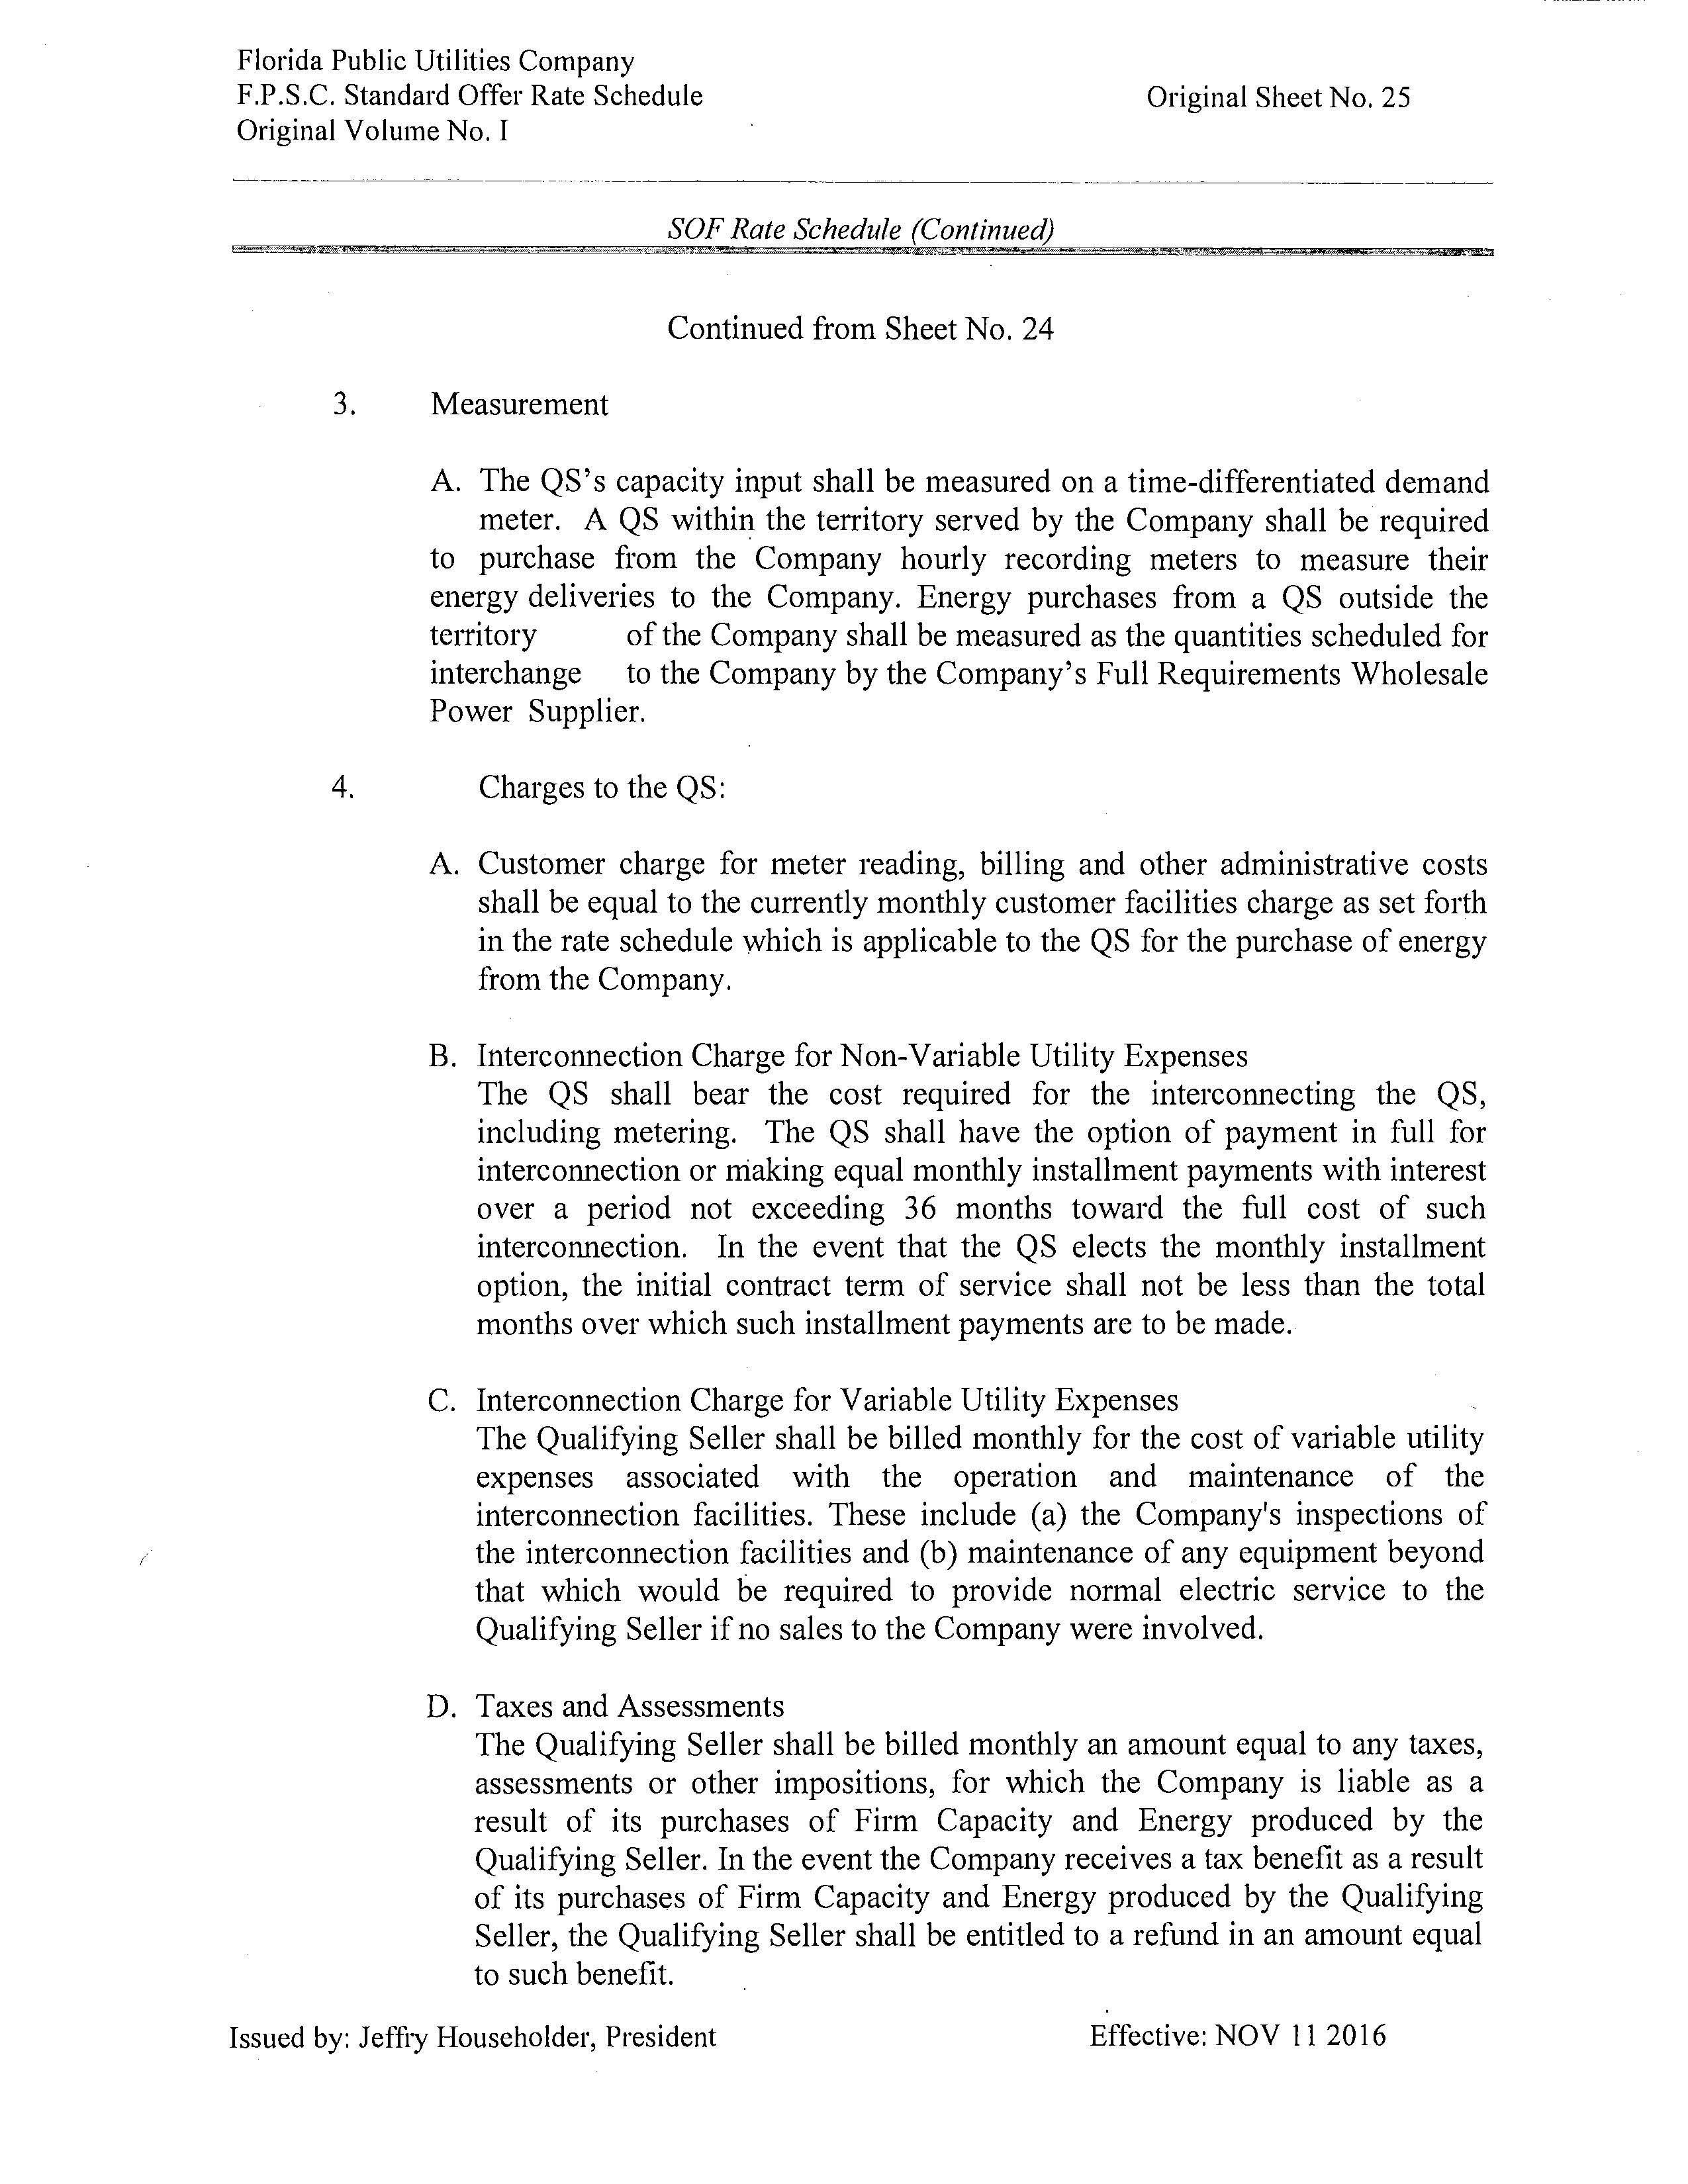 Florida Public Utilities Company
F.P.S.C. Standard Offer Rate Schedule
Original Sheet No. 25
Original Volume No. I
SOF Rate Schedule (Continued)
Continued from Sheet No. 24
3. Measurement
A. The QS's capacity input shall be measured on a time-differentiated demand
meter. A QS within the territory served by the Company shall be required
to purchase from the Company hourly recording meters to measure their
energy deliveries to the Company. Energy purchases from a QS outside the
territory of the Company shall be measured as the quantities scheduled for
interchange to the Company by the Company's Full Requirements Wholesale
Power Supplier.
4. Charges to the QS:
A. Customer charge for meter reading, billing and other administrative costs
shall be equal to the currently monthly customer facilities charge as set forth
in the rate schedule which is applicable to the QS for the purchase of energy
from the Company.
B. Interconnection Charge for Non-Variable Utility Expenses
The QS shall bear the cost required for the interconnecting the QS,
including metering. The QS shall have the option of payment in full for
interconnection or making equal monthly installment payments with interest
over a period not exceeding 36 months toward the full cost of such
interconnection. In the event that the QS elects the monthly installment
option, the initial contract term of service shall not be less than the total
months over which such installment payments are to be made.
C. Interconnection Charge for Variable Utility Expenses
The Qualifying Seller shall be billed monthly for the cost of variable utility
expenses associated with the operation and maintenance of the
interconnection facilities. These include (a) the Company's inspections of
the interconnection facilities and (b) maintenance of any equipment beyond
that which would be required to provide normal electric service to the
Qualifying Seller if no sales to the Company were involved.
D. Taxes and Assessments
The Qualifying Seller shall be billed monthly an amount equal to any taxes,
assessments or other impositions, for which the Company is liable as a
result of its purchases of Firm Capacity and Energy produced by the
Qualifying Seller. In the event the Company receives a tax benefit as a result
of its purchases of Firm Capacity and Energy produced by the Qualifying
Seller, the Qualifying Seller shall be entitled to a refund in an amount equal
to such benefit.
Issued by: Jeffry Householder, President
Effective: NOV 11 2016